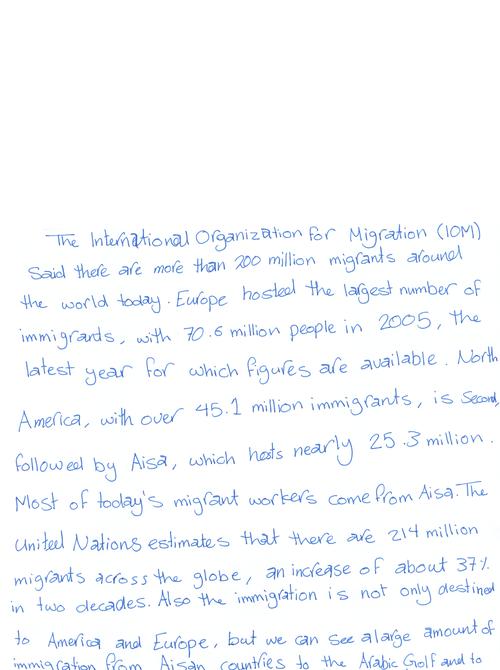 The International Organization for Migration (IOM)
Said there are more than 200 million migrants around
the world today. Europe hosted the largest number of
immigrants, with 70.6 million people in 2005, the
latest year for which figures are available. North
America, with over 45.1 million immigrants, is Second,
followed by Aisa, which hosts nearly 25.3 million.
Most of today's migrant workers come from Aisa. The
United Nations estimates that there are 214 million
migrants across the globe, an increase of about 37%
in two decades. Also the immigration is not only destined
to America and Europe, but we can see a large amount of
immigration from Aisan countries to the Arabic Golf and to